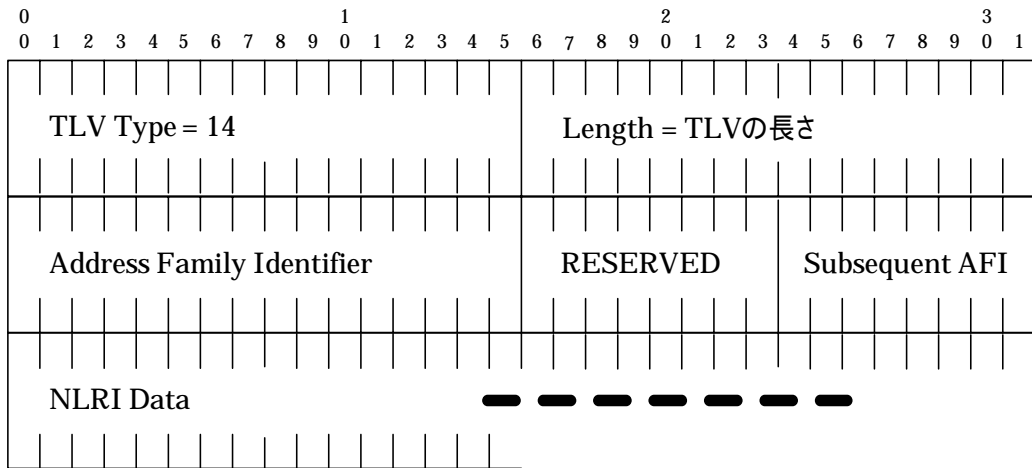 0 1 2 3
0 1 2 3 4 5 6 7 8 9 0 1 2 3 4 5 6 7 8 9 0 1 2 3 4 5 6 7 8 9 0 1
TLV Type = 14 Length = TLVの長さ
Address Family Identifier RESERVED Subsequent AFI
NLRI Data